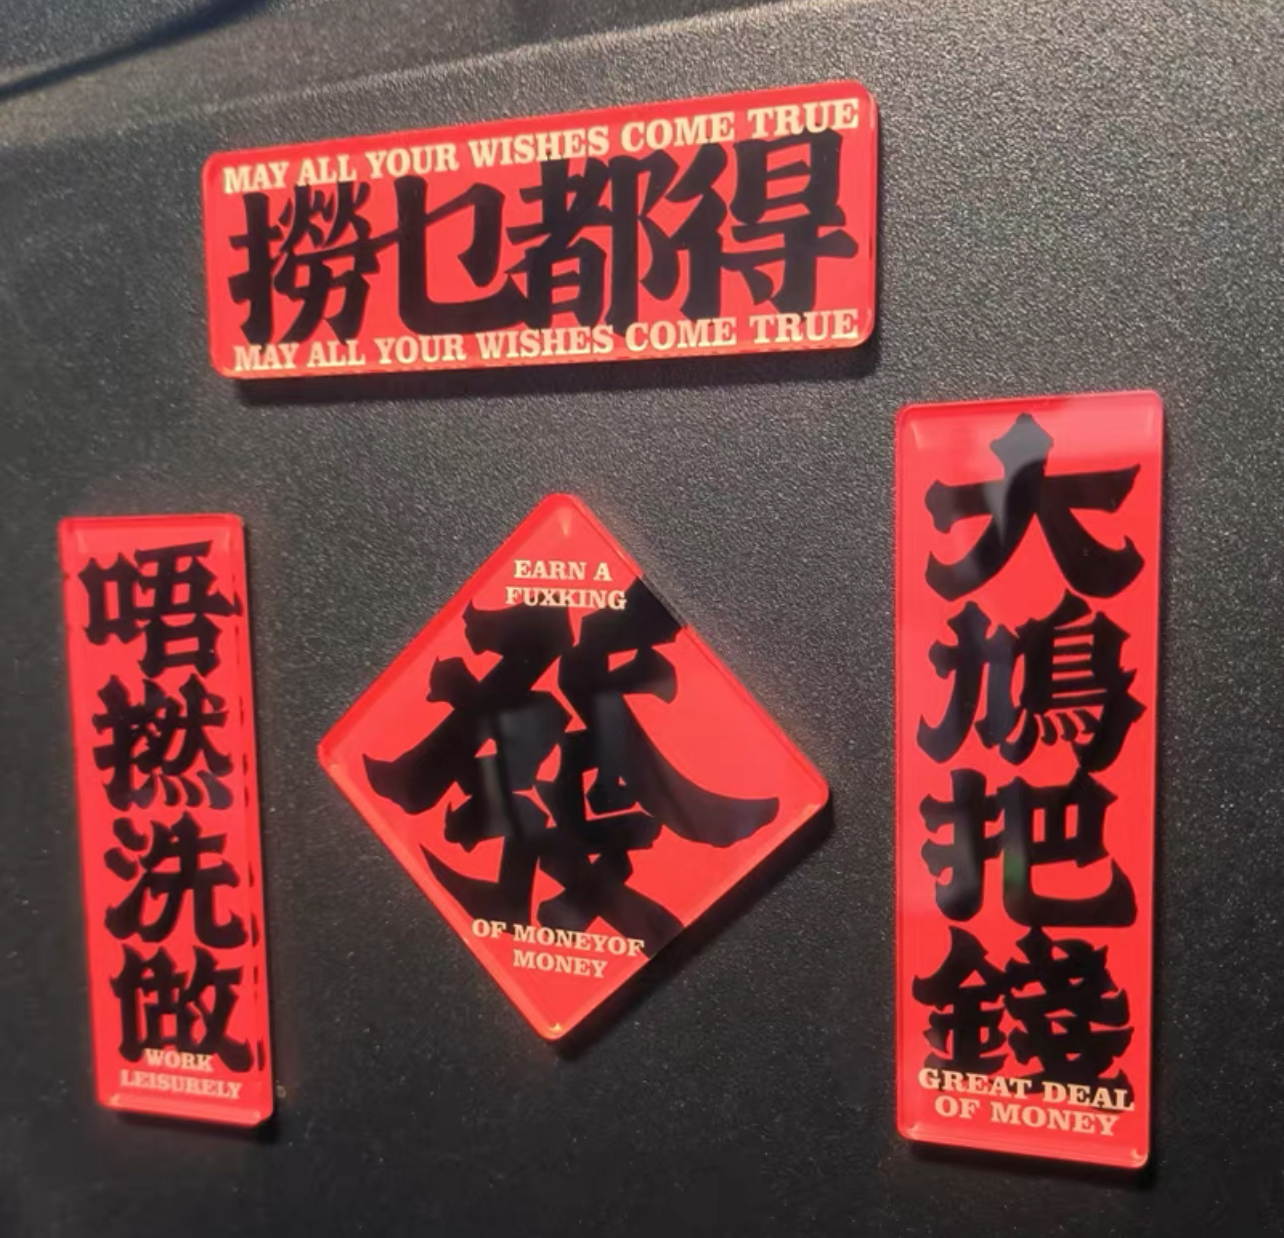 MAY ALL YOUR WISHES COME TRUE
撈乜都得
MAY ALL YOUR WISHES COME TRUE
大鳩把錢
GREAT DEAL
OF MONEY
EARN A
FUXKING
發
OF MONEYOF
MONEY
唔撚洗做
WORK
LEISURELY